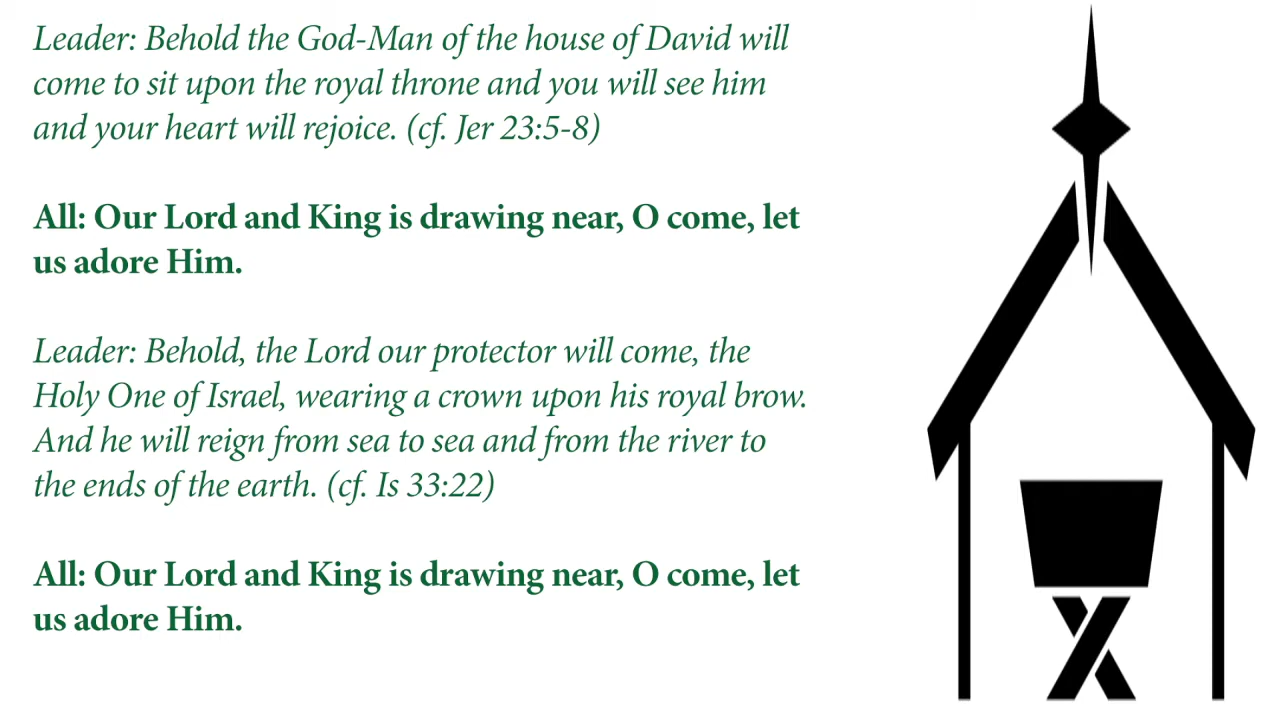 Leader: Behold the God-Man of the house of David will
come to sit upon the royal throne and you will see him
and your heart will rejoice. (cf. Jer 23:5-8)
All: Our Lord and King is drawing near, O come, let
us adore Him.
Leader: Behold, the Lord our protector will come, the
Holy One of Israel, wearing a crown upon his royal brow.
And he will reign from sea to sea and from the river to
the ends of the earth. (cf. Is 33:22)
All: Our Lord and King is drawing near, O come, let
us adore Him.